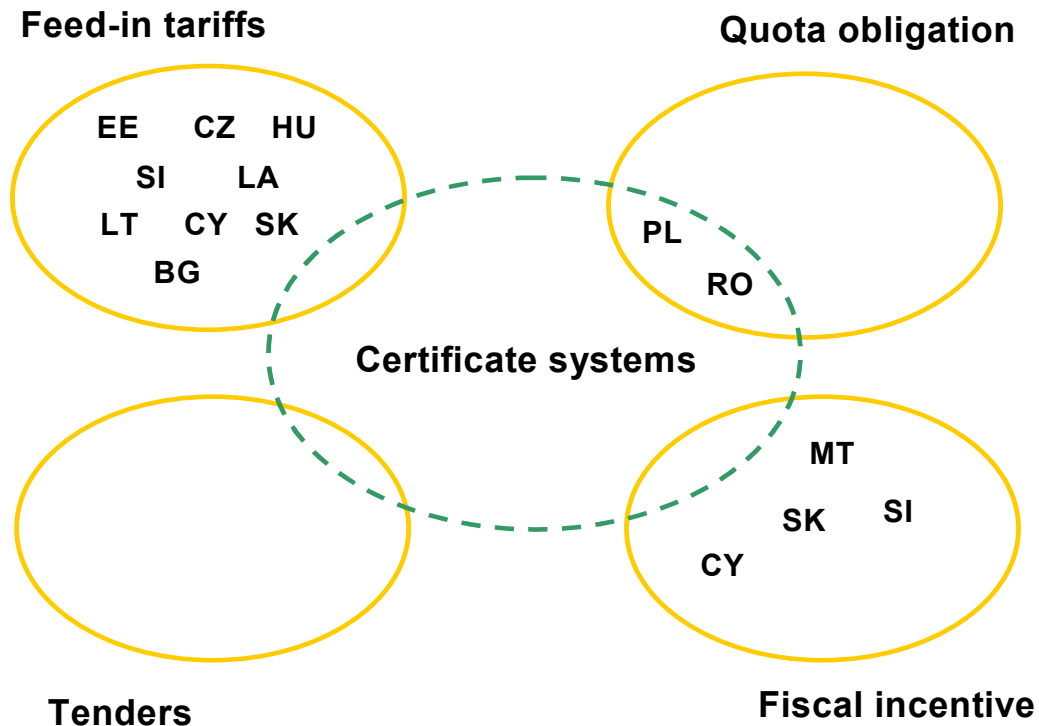 Feed-in tariffs
Quota obligation
EE CZ HU
SI LA
LT CY SK
BG
PL
RO
Certificate systems
MT
SK SI
CY
Tenders
Fiscal incentive